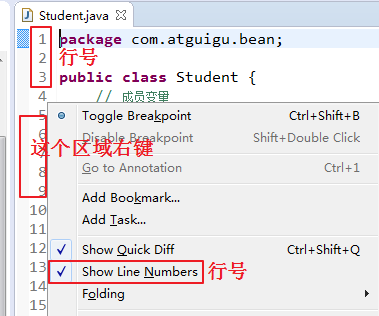 Student.java
1 package com.atguigu.bean;
2 行号
3 public class Student {
4 // 成员变量
5 Toggle Breakpoint Ctrl+Shift+B
6 Disable Breakpoint Shift+Double Click
这个区域右键
7
8 Go to Annotation Ctrl+1
9 Add Bookmark...
10 Add Task...
11
12 Show Quick Diff Ctrl+Shift+Q
13 Show Line Numbers 行号
14 Folding
15